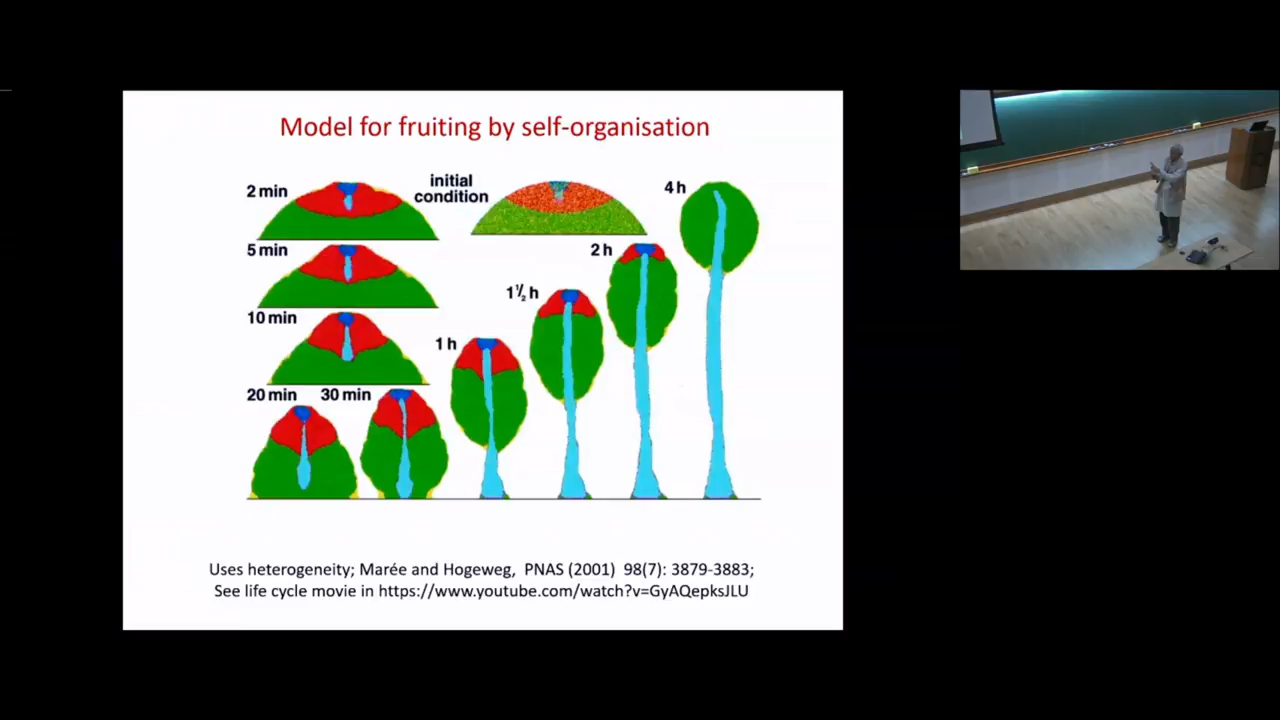 Model for fruiting by self-organisation
2 min
initial
condition
4 h
5 min
2 h
10 min
1½ h
1 h
20 min
30 min
Uses heterogeneity; Marée and Hogeweg, PNAS (2001) 98(7): 3879-3883;
See life cycle movie in https://www.youtube.com/watch?v=GyAQepksJLU